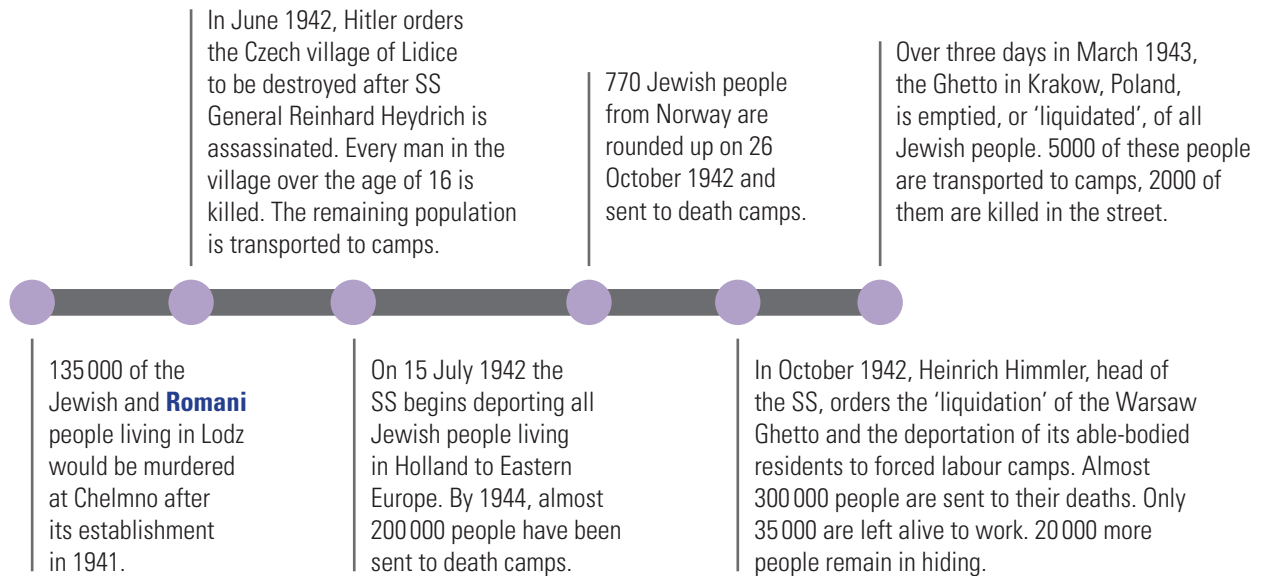 135 000 of the
Jewish and Romani
people living in Lodz
would be murdered
at Chelmno after
its establishment
in 1941.
In June 1942, Hitler orders
the Czech village of Lidice
to be destroyed after SS
General Reinhard Heydrich is
assassinated. Every man in the
village over the age of 16 is
killed. The remaining population
is transported to camps.
On 15 July 1942 the
SS begins deporting all
Jewish people living
in Holland to Eastern
Europe. By 1944, almost
200 000 people have been
sent to death camps.
770 Jewish people
from Norway are
rounded up on 26
October 1942 and
sent to death camps.
In October 1942, Heinrich Himmler, head of
the SS, orders the ‘liquidation’ of the Warsaw
Ghetto and the deportation of its able-bodied
residents to forced labour camps. Almost
300 000 people are sent to their deaths. Only
35 000 are left alive to work. 20 000 more
people remain in hiding.
Over three days in March 1943,
the Ghetto in Krakow, Poland,
is emptied, or ‘liquidated’, of all
Jewish people. 5000 of these people
are transported to camps, 2000 of
them are killed in the street.